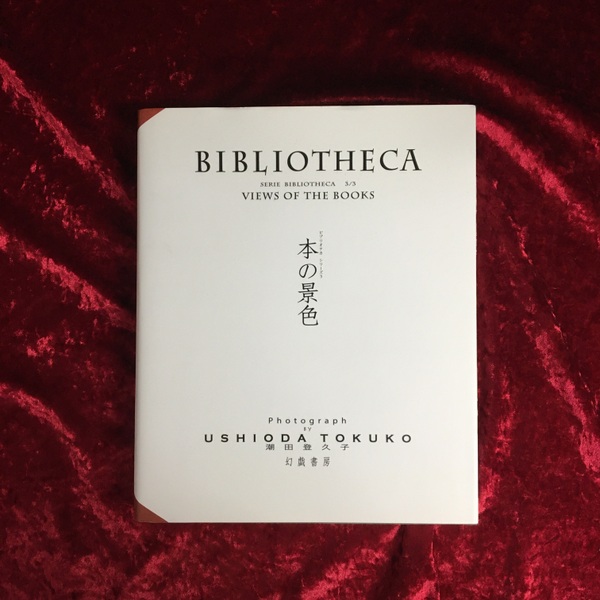 BIBLIOTHECA
SERIE BIBLIOTHECA 3/3
VIEWS OF THE BOOKS
本の景色
Photograph
BY
USHIODA TOKUKO
潮田登久子
幻戯書房